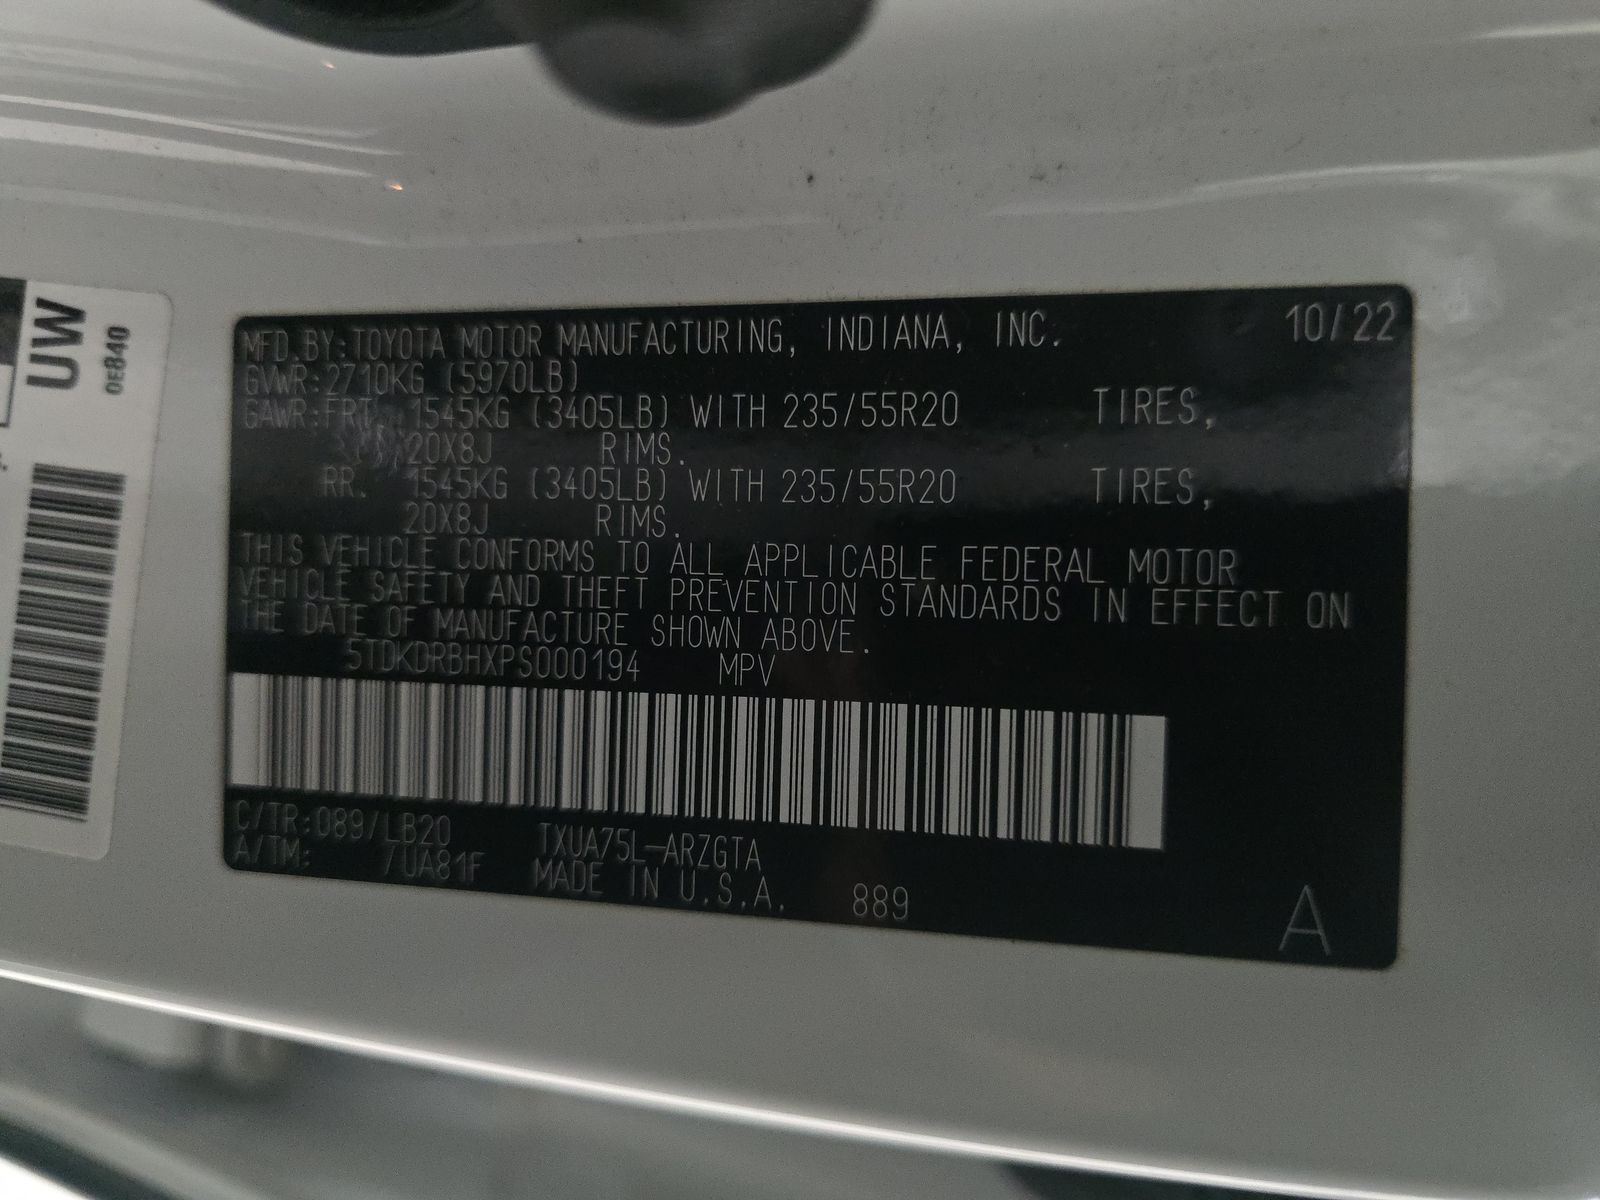 UW
0E840
MFD.BY:TOYOTA MOTOR MANUFACTURING, INDIANA, INC. 10/22
GVWR:2710KG (5970LB)
GAWR:FRT. 1545KG (3405LB) WITH 235/55R20 TIRES,
20X8J RIMS.
RR. 1545KG (3405LB) WITH 235/55R20 TIRES,
20X8J RIMS.
THIS VEHICLE CONFORMS TO ALL APPLICABLE FEDERAL MOTOR
VEHICLE SAFETY AND THEFT PREVENTION STANDARDS IN EFFECT ON
THE DATE OF MANUFACTURE SHOWN ABOVE.
5TDKDRBHXPS000194 MPV
C/TR:089/LB20 TXUA75L-ARZGTA
A/TM: /UA81F MADE IN U.S.A. 889
A